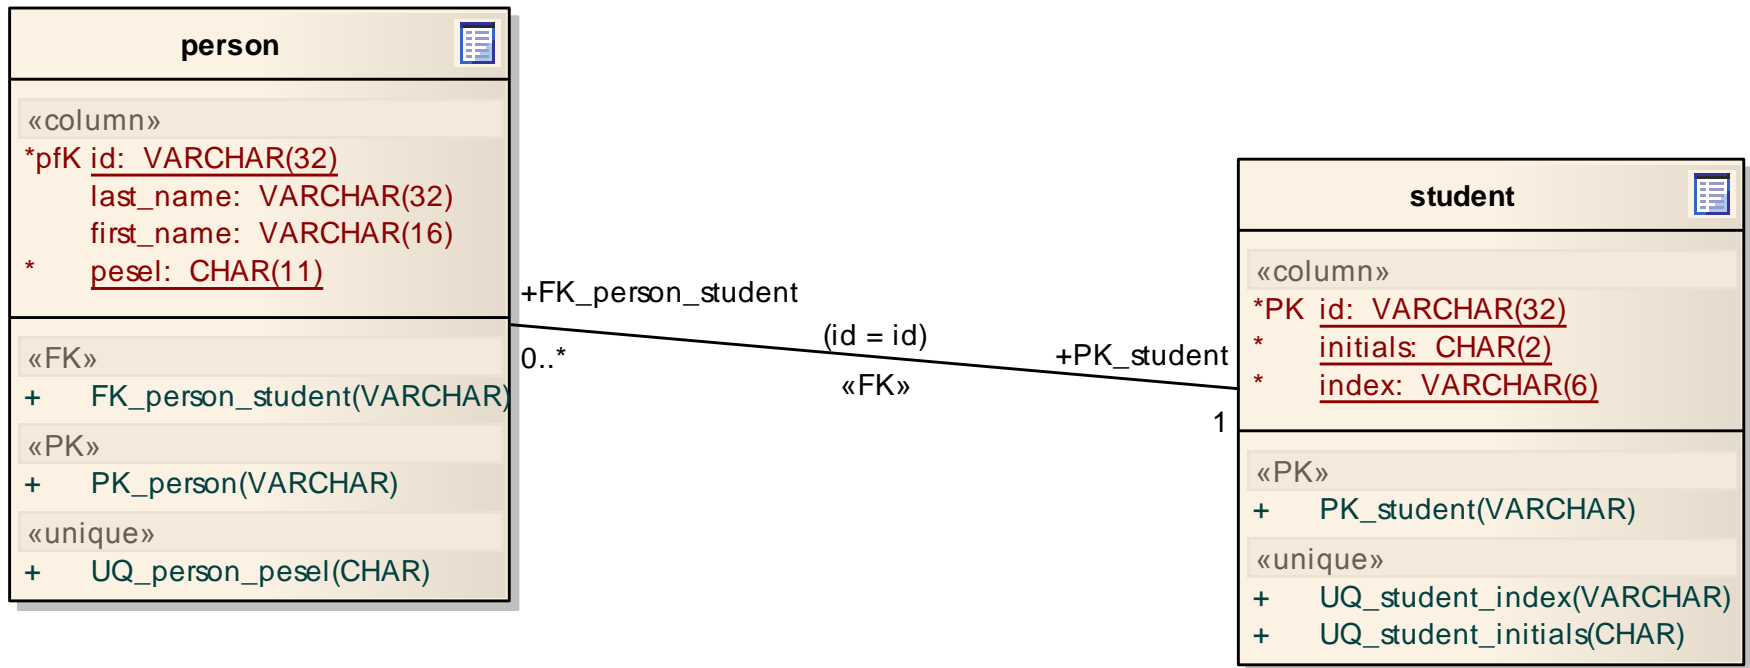 person
«column»
*pfK id: VARCHAR(32)
last_name: VARCHAR(32)
first_name: VARCHAR(16)
* pesel: CHAR(11)
«FK»
+ FK_person_student(VARCHAR)
«PK»
+ PK_person(VARCHAR)
«unique»
+ UQ_person_pesel(CHAR)
+FK_person_student
0..*
(id = id)
«FK»
+PK_student
1
student
«column»
*PK id: VARCHAR(32)
* initials: CHAR(2)
* index: VARCHAR(6)
«PK»
+ PK_student(VARCHAR)
«unique»
+ UQ_student_index(VARCHAR)
+ UQ_student_initials(CHAR)